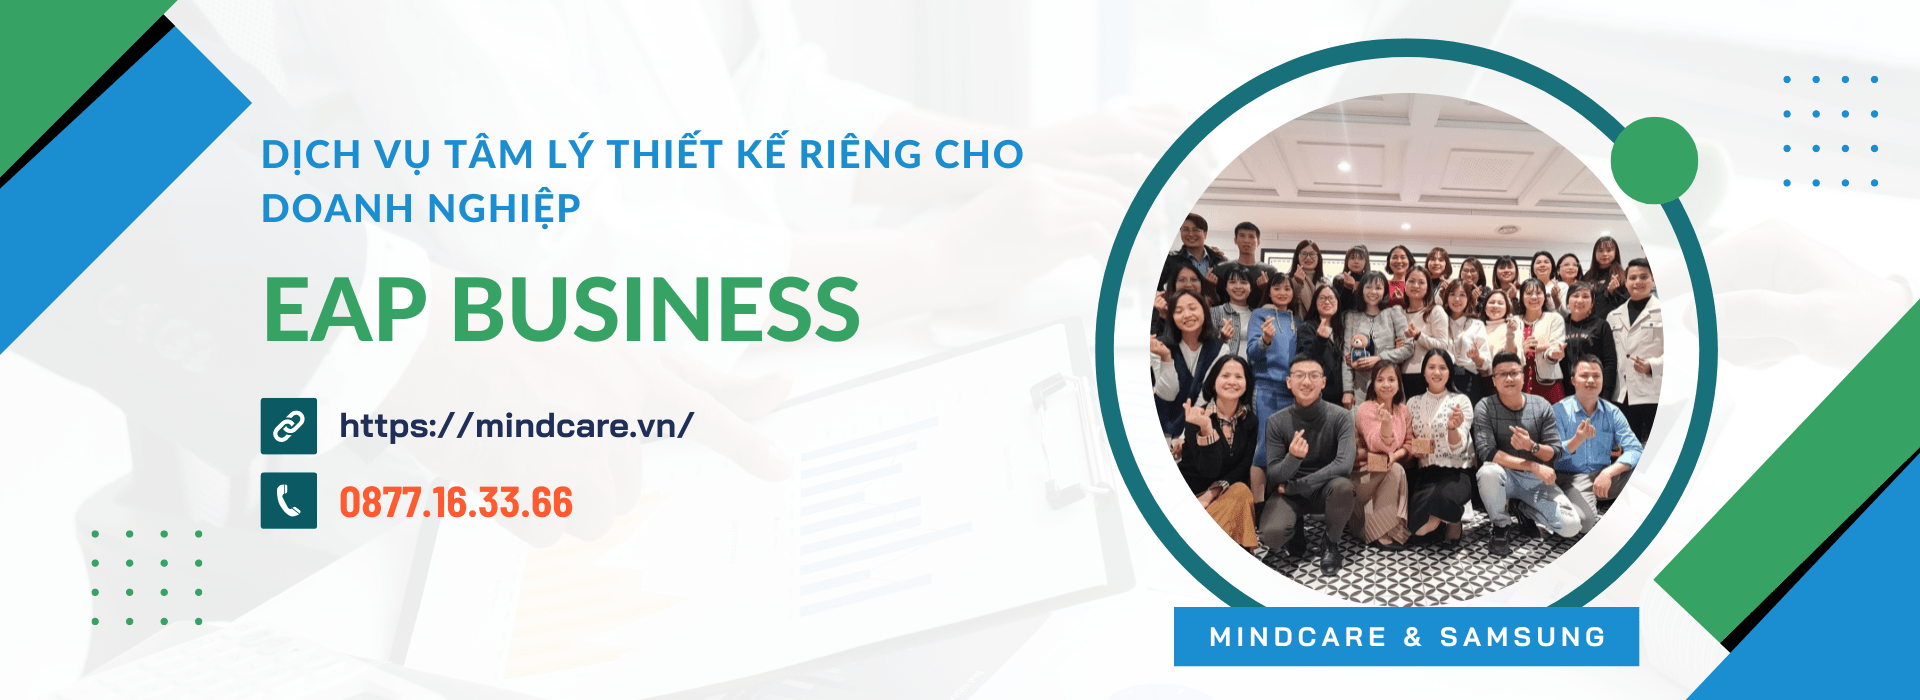 DỊCH VỤ TÂM LÝ THIẾT KẾ RIÊNG CHO
DOANH NGHIỆP
EAP BUSINESS
https://mindcare.vn/
0877.16.33.66
MINDCARE & SAMSUNG